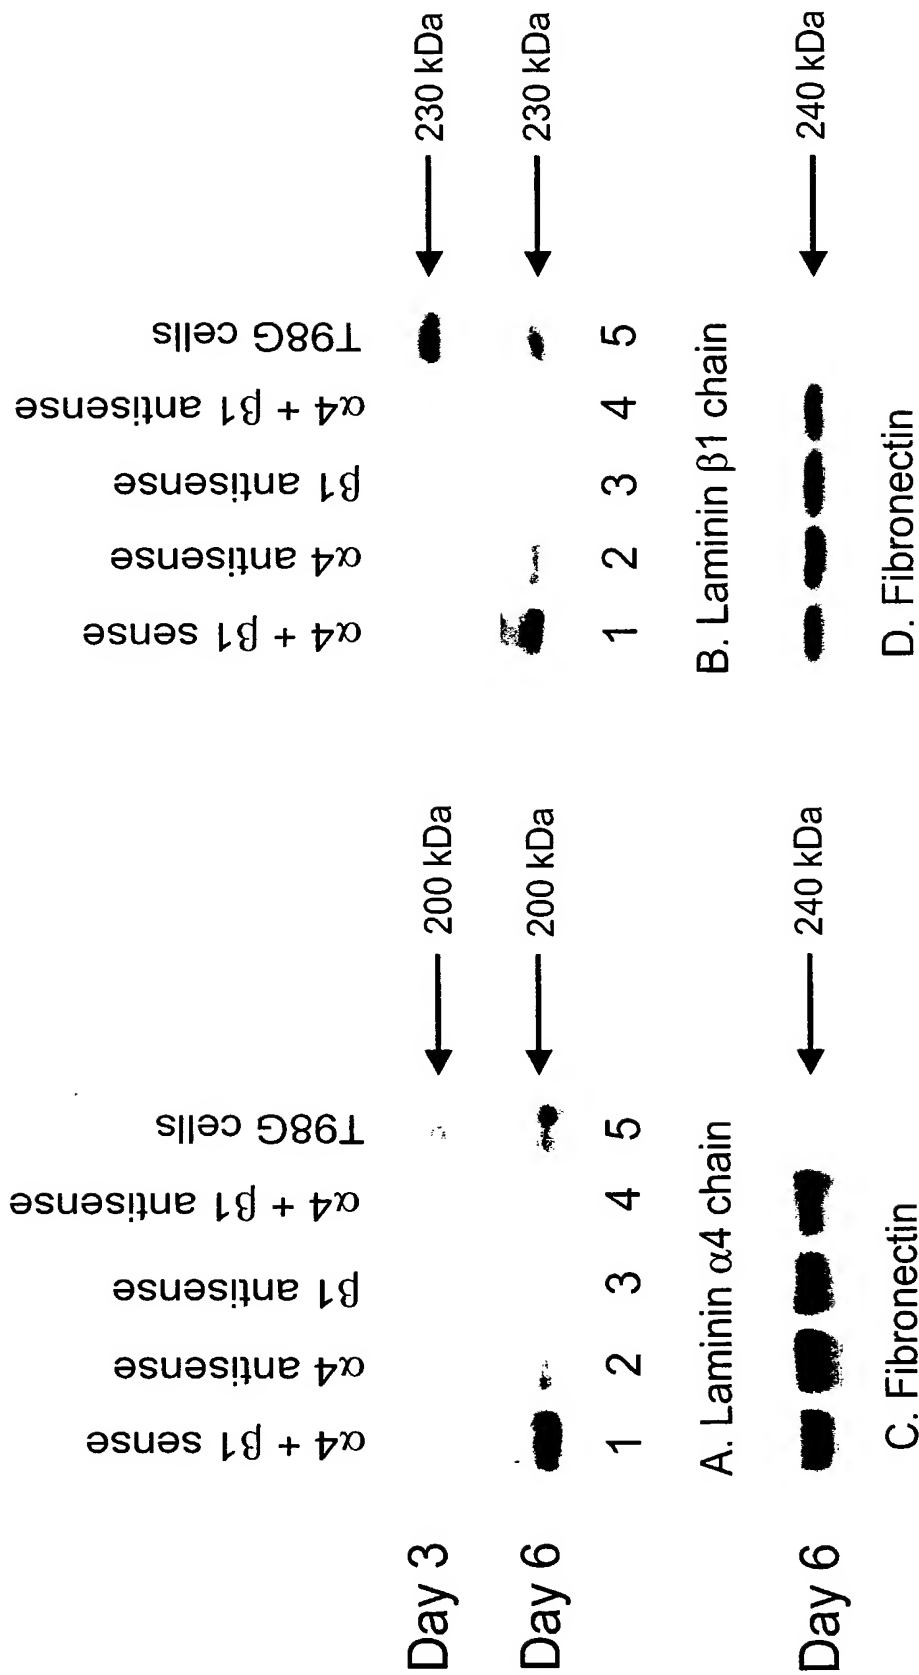 α4 + β1 sense
α4 antisense
β1 antisense
α4 + β1 antisense
T98G cells
α4 + β1 sense
α4 antisense
β1 antisense
α4 + β1 antisense
T98G cells
Day 3
200 kDa
230 kDa
Day 6
200 kDa
230 kDa
1 2 3 4 5
1 2 3 4 5
A. Laminin α4 chain
B. Laminin β1 chain
Day 6
240 kDa
240 kDa
C. Fibronectin
D. Fibronectin